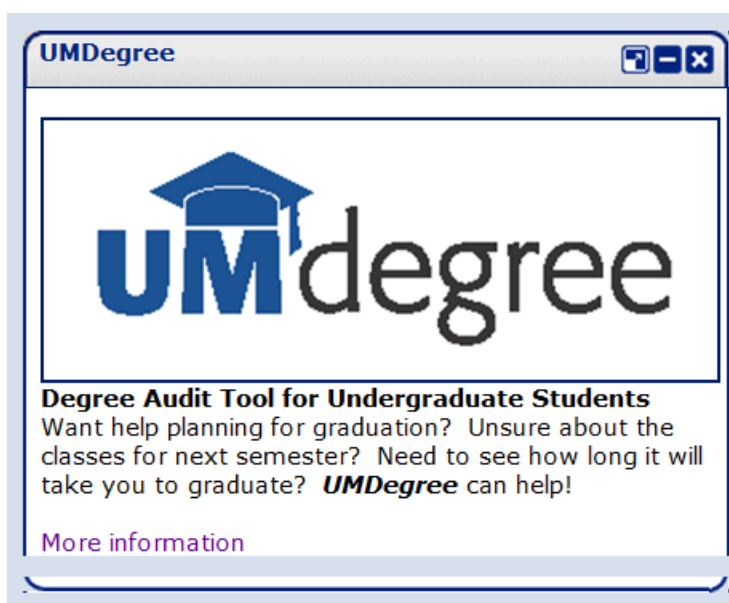 UMDegree
UMdegree
Degree Audit Tool for Undergraduate Students
Want help planning for graduation?  Unsure about the
classes for next semester?  Need to see how long it will
take you to graduate?  UMDegree can help!
More information